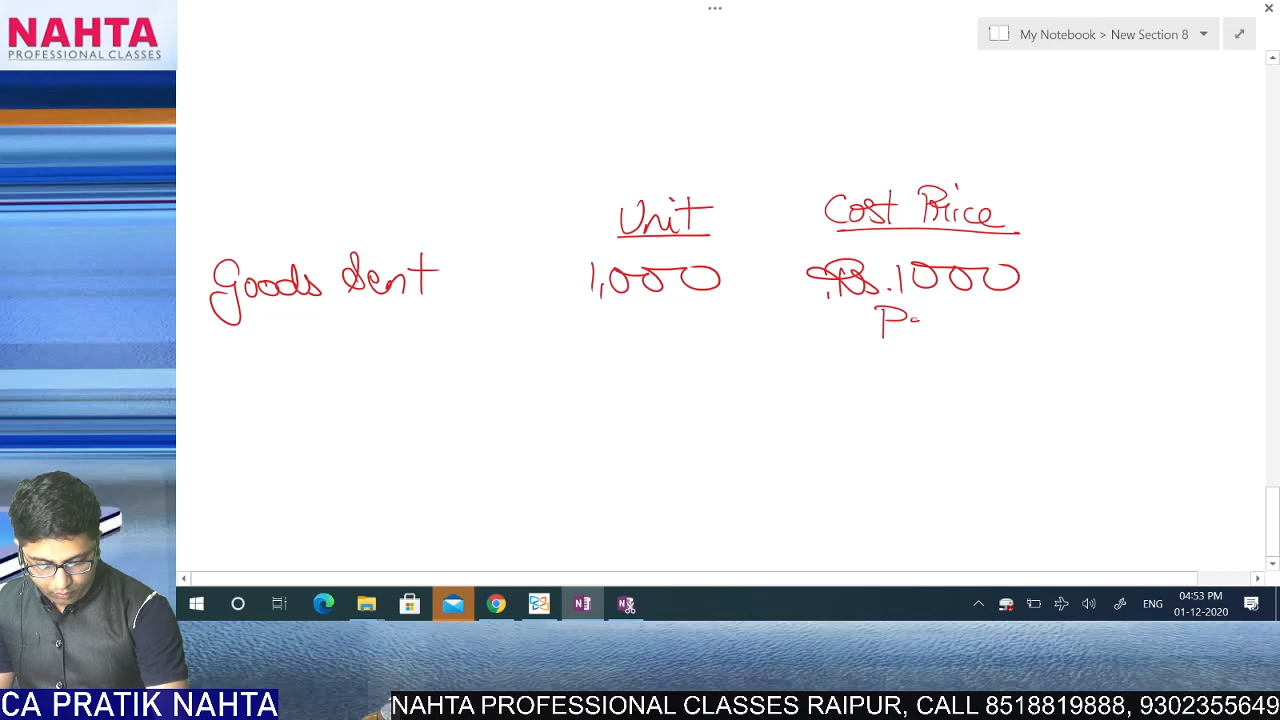 NAHTA
PROFESSIONAL CLASSES
My Notebook > New Section 8
Unit Cost Price
Goods Sent 1,000 Rs. 1000
P.
ENG
04:53 PM
01-12-2020
CA PRATIK NAHTA
NAHTA PROFESSIONAL CLASSES RAIPUR, CALL 8518819888, 9302355649